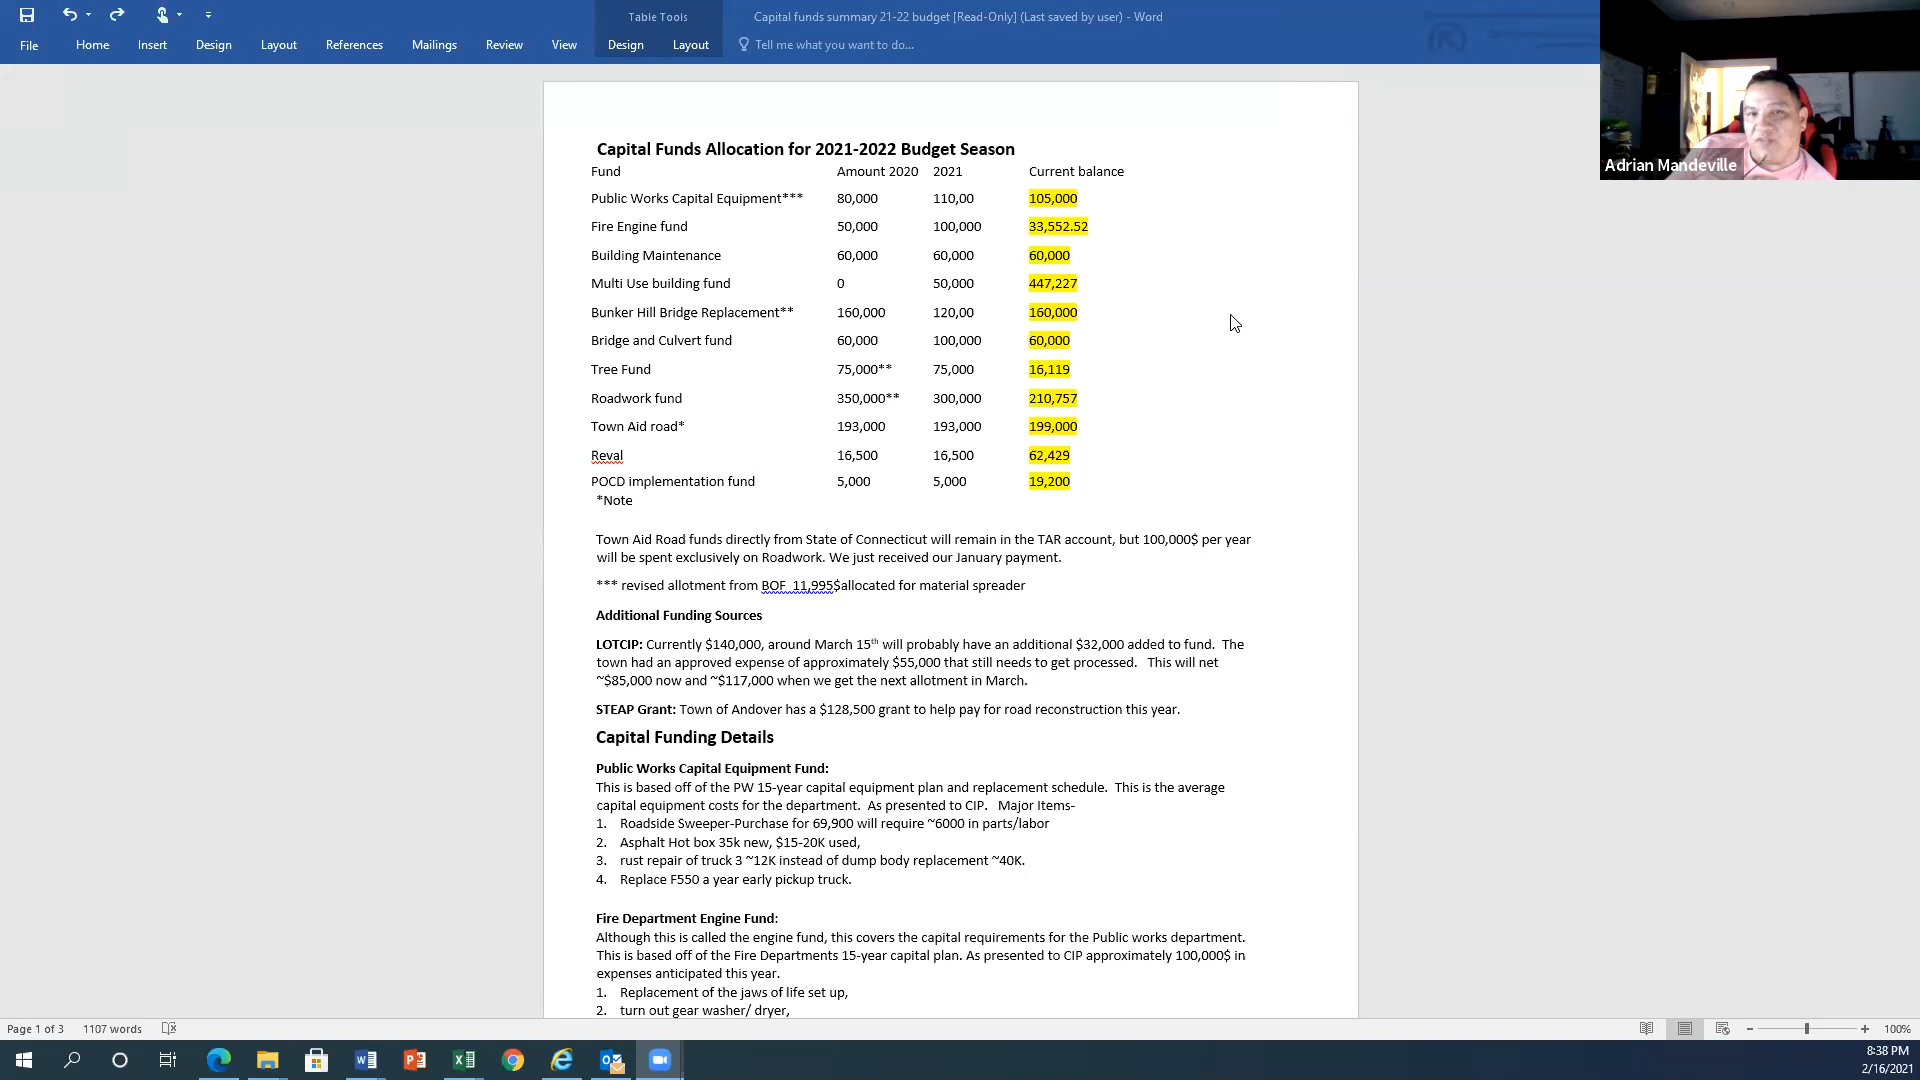 Table Tools
Capital funds summary 21-22 budget [Read-Only] (Last saved by user) - Word
File Home Insert Design Layout References Mailings Review View Design Layout Tell me what you want to do...
Adrian Mandeville
Capital Funds Allocation for 2021-2022 Budget Season
Fund Amount 2020 2021 Current balance
Public Works Capital Equipment*** 80,000 110,00 105,000
Fire Engine fund 50,000 100,000 33,552.52
Building Maintenance 60,000 60,000 60,000
Multi Use building fund 0 50,000 447,227
Bunker Hill Bridge Replacement** 160,000 120,00 160,000
Bridge and Culvert fund 60,000 100,000 60,000
Tree Fund 75,000** 75,000 16,119
Roadwork fund 350,000** 300,000 210,757
Town Aid road* 193,000 193,000 199,000
Reval 16,500 16,500 62,429
POCD implementation fund 5,000 5,000 19,200
*Note
Town Aid Road funds directly from State of Connecticut will remain in the TAR account, but 100,000$ per year
will be spent exclusively on Roadwork. We just received our January payment.
*** revised allotment from BOF 11,995$allocated for material spreader
Additional Funding Sources
LOTCIP: Currently $140,000, around March 15th will probably have an additional $32,000 added to fund. The
town had an approved expense of approximately $55,000 that still needs to get processed. This will net
~$85,000 now and ~$117,000 when we get the next allotment in March.
STEAP Grant: Town of Andover has a $128,500 grant to help pay for road reconstruction this year.
Capital Funding Details
Public Works Capital Equipment Fund:
This is based off of the PW 15-year capital equipment plan and replacement schedule. This is the average
capital equipment costs for the department. As presented to CIP. Major Items-
1. Roadside Sweeper-Purchase for 69,900 will require ~6000 in parts/labor
2. Asphalt Hot box 35k new, $15-20K used,
3. rust repair of truck 3 ~12K instead of dump body replacement ~40K.
4. Replace F550 a year early pickup truck.
Fire Department Engine Fund:
Although this is called the engine fund, this covers the capital requirements for the Public works department.
This is based off of the Fire Departments 15-year capital plan. As presented to CIP approximately 100,000$ in
expenses anticipated this year.
1. Replacement of the jaws of life set up,
2. turn out gear washer/ dryer,
Page 1 of 3 1107 words 100%
8:38 PM
2/16/2021